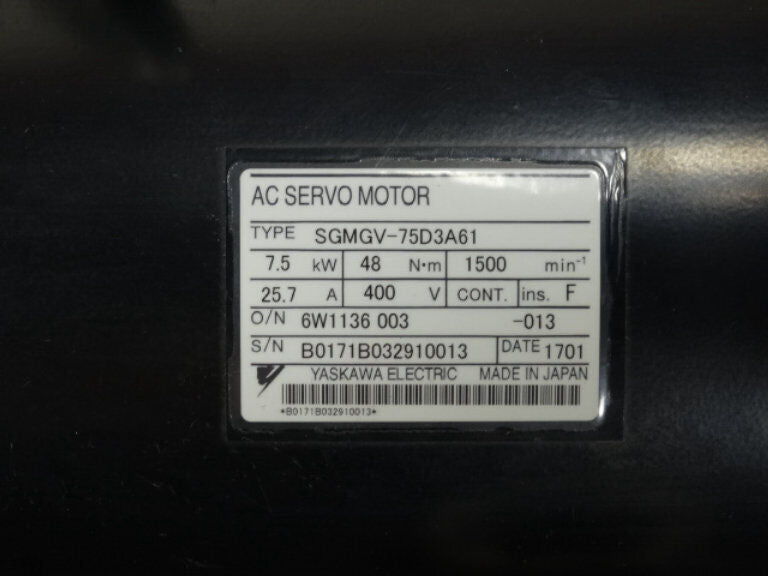 AC SERVO MOTOR
TYPE SGMGV-75D3A61
7.5 kW 48 N·m 1500 min⁻¹
25.7 A 400 V CONT. ins. F
O/N 6W1136 003 -013
S/N B0171B032910013 DATE 1701
YASKAWA ELECTRIC MADE IN JAPAN
*B0171B032910013*